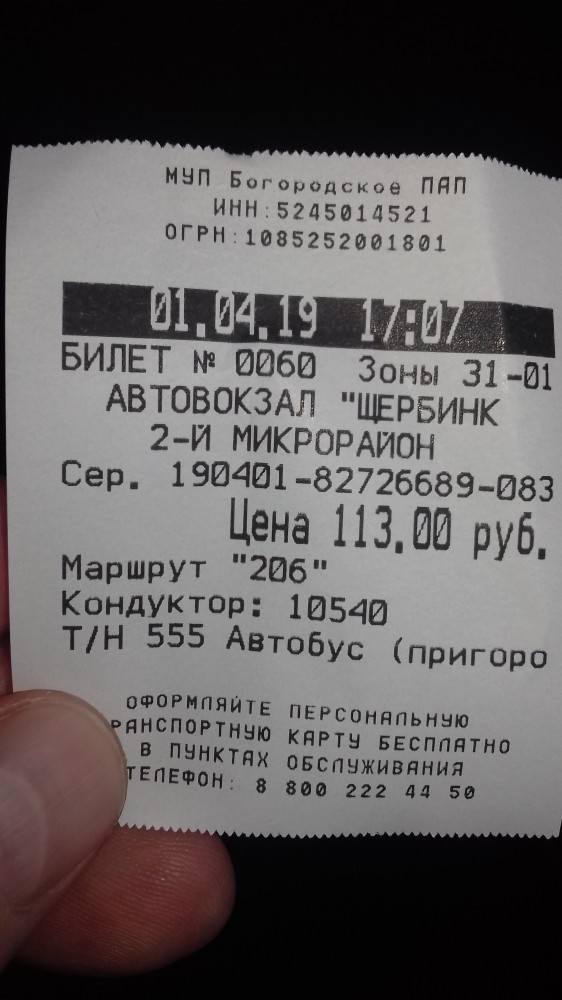 МУП Богородское ПАП
ИНН:5245014521
ОГРН:1085252001801
01.04.19 17:07
БИЛЕТ № 0060 Зоны 31-01
АВТОВОКЗАЛ "ЩЕРБИНК
2-Й МИКРОРАЙОН
Сер. 190401-82726689-083
Цена 113.00 руб.
Маршрут "206"
Кондуктор: 10540
Т/Н 555 Автобус (пригоро
ОФОРМЛЯЙТЕ ПЕРСОНАЛЬНУЮ
РАНСПОРТНУЮ КАРТУ БЕСПЛАТНО
В ПУНКТАХ ОБСЛУЖИВАНИЯ
ТЕЛЕФОН: 8 800 222 44 50